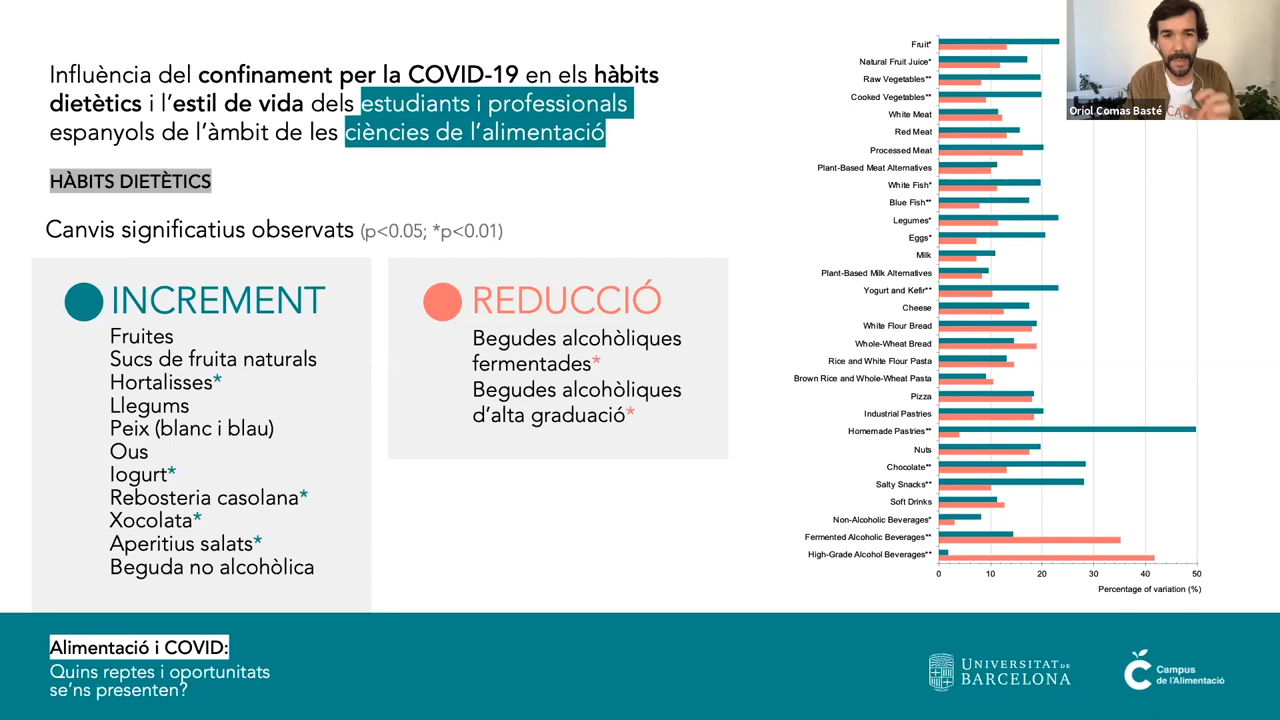 Influència del confinament per la COVID-19 en els hàbits
dietètics i l'estil de vida dels estudiants i professionals
espanyols de l'àmbit de les ciències de l'alimentació
HÀBITS DIETÈTICS
Canvis significatius observats (p<0.05; *p<0.01)
INCREMENT
Fruites
Sucs de fruita naturals
Hortalisses*
Llegums
Peix (blanc i blau)
Ous
Iogurt*
Rebosteria casolana*
Xocolata*
Aperitius salats*
Beguda no alcohòlica
REDUCCIÓ
Begudes alcohòliques
fermentades*
Begudes alcohòliques
d'alta graduació*
Fruit*
Natural Fruit Juice*
Raw Vegetables**
Cooked Vegetables**
White Meat
Red Meat
Processed Meat
Plant-Based Meat Alternatives
White Fish*
Blue Fish**
Legumes*
Eggs*
Milk
Plant-Based Milk Alternatives
Yogurt and Kefir**
Cheese
White Flour Bread
Whole-Wheat Bread
Rice and White Flour Pasta
Brown Rice and Whole-Wheat Pasta
Pizza
Industrial Pastries
Homemade Pastries**
Nuts
Chocolate**
Salty Snacks**
Soft Drinks
Non-Alcoholic Beverages*
Fermented Alcoholic Beverages**
High-Grade Alcohol Beverages**
0 10 20 30 40 50
Percentage of variation (%)
Oriol Comas Basté
Alimentació i COVID:
Quins reptes i oportunitats
se'ns presenten?
UNIVERSITAT DE
BARCELONA
Campus
de l'Alimentació